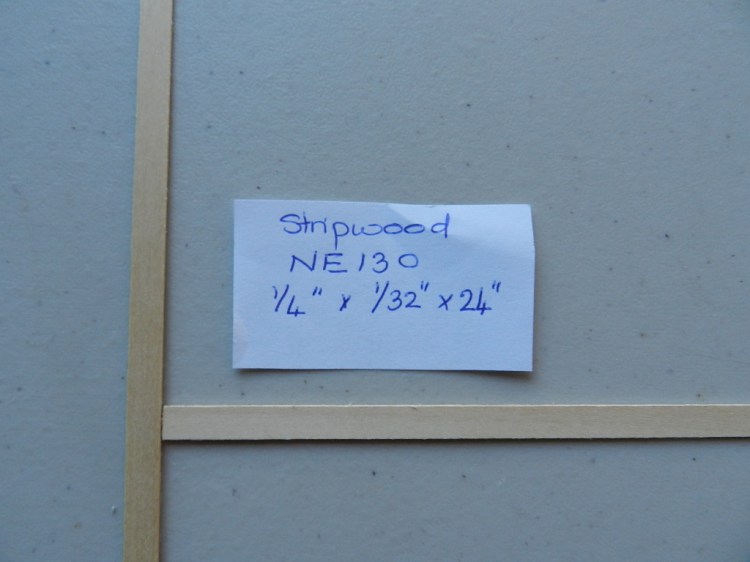 Stripwood
NE130
1/4" x 1/32" x 24"